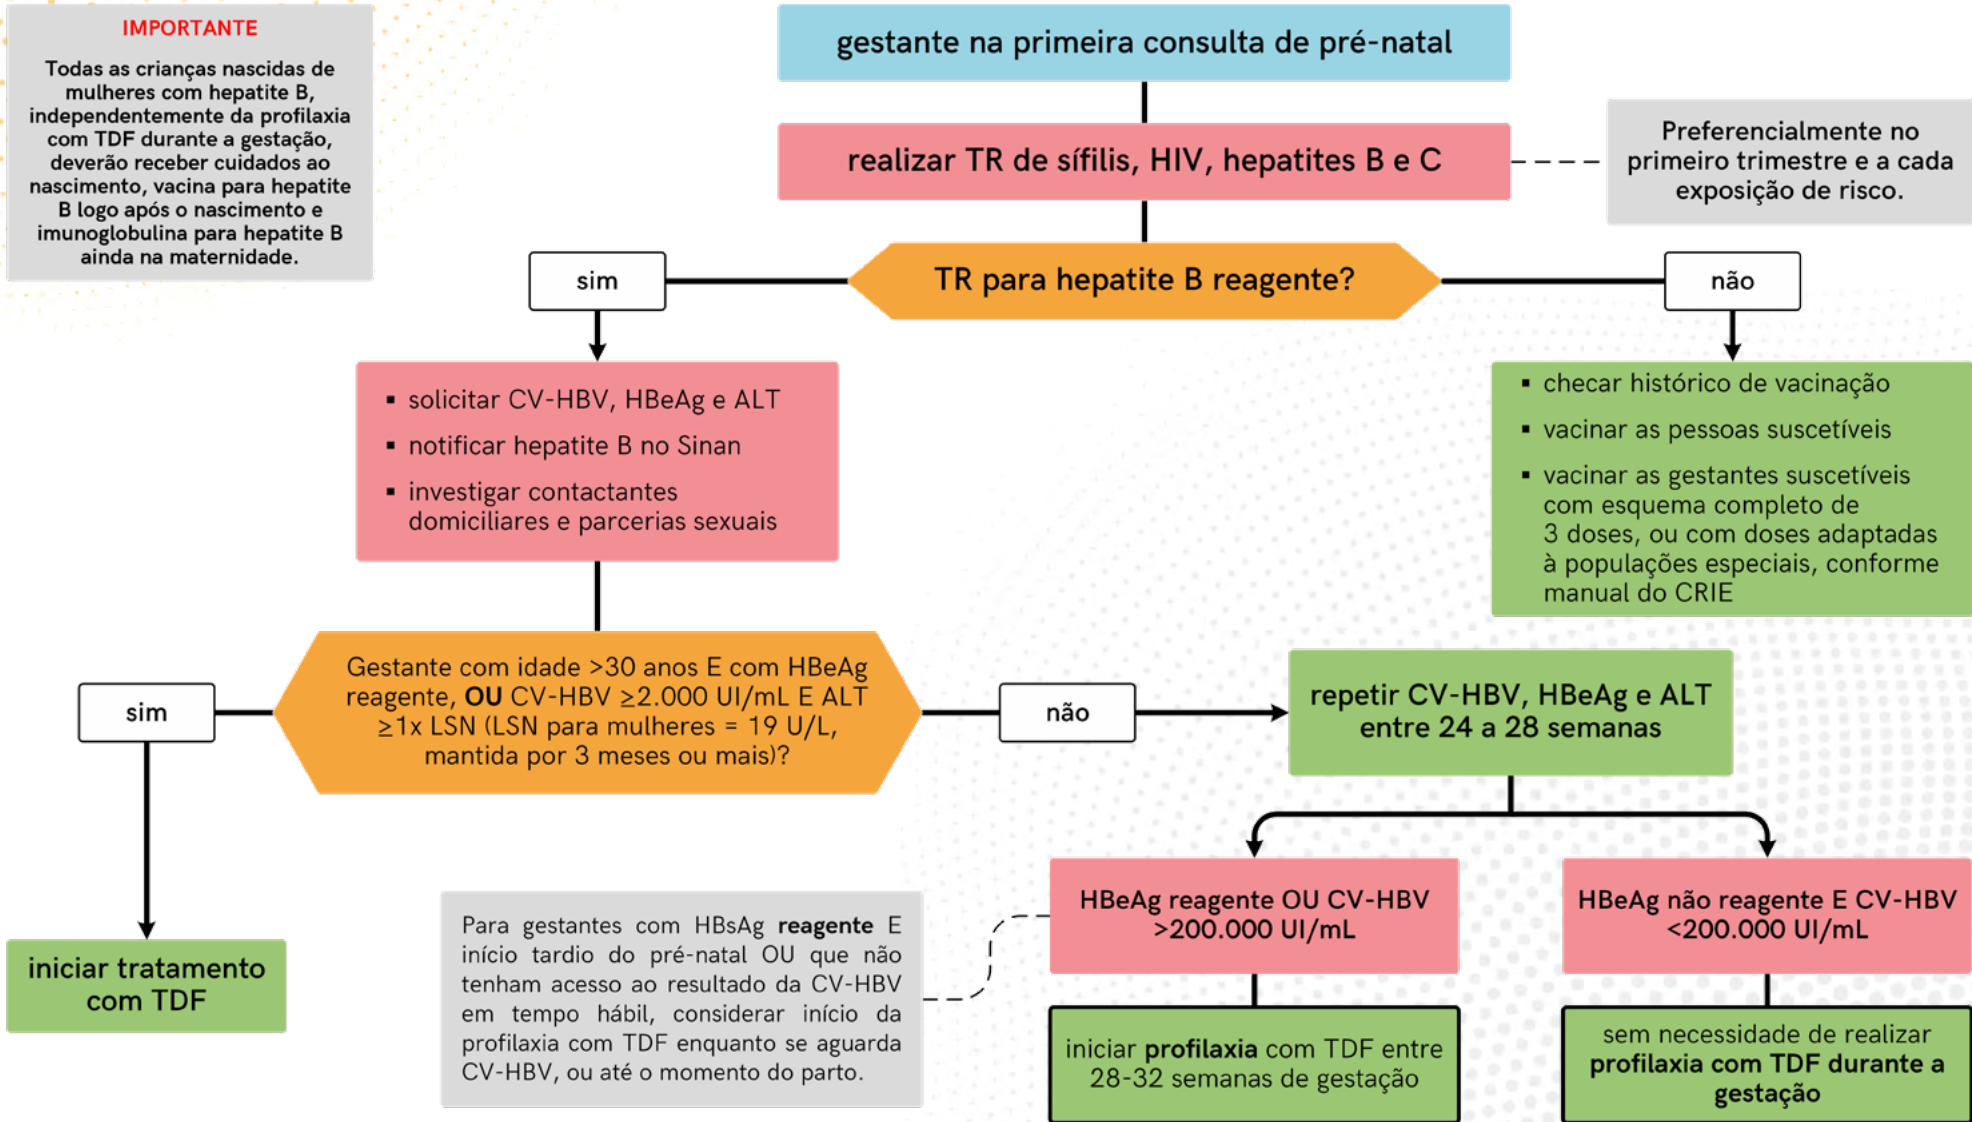 IMPORTANTE
Todas as crianças nascidas de
mulheres com hepatite B,
independentemente da profilaxia
com TDF durante a gestação,
deverão receber cuidados ao
nascimento, vacina para hepatite
B logo após o nascimento e
imunoglobulina para hepatite B
ainda na maternidade.
gestante na primeira consulta de pré-natal
realizar TR de sífilis, HIV, hepatites B e C
Preferencialmente no
primeiro trimestre e a cada
exposição de risco.
TR para hepatite B reagente?
sim
não
▪ solicitar CV-HBV, HBeAg e ALT
▪ notificar hepatite B no Sinan
▪ investigar contactantes
domiciliares e parcerias sexuais
▪ checar histórico de vacinação
▪ vacinar as pessoas suscetíveis
▪ vacinar as gestantes suscetíveis
com esquema completo de
3 doses, ou com doses adaptadas
à populações especiais, conforme
manual do CRIE
Gestante com idade >30 anos E com HBeAg
reagente, OU CV-HBV ≥2.000 UI/mL E ALT
≥1x LSN (LSN para mulheres = 19 U/L,
mantida por 3 meses ou mais)?
sim
não
repetir CV-HBV, HBeAg e ALT
entre 24 a 28 semanas
iniciar tratamento
com TDF
Para gestantes com HBsAg reagente E
início tardio do pré-natal OU que não
tenham acesso ao resultado da CV-HBV
em tempo hábil, considerar início da
profilaxia com TDF enquanto se aguarda
CV-HBV, ou até o momento do parto.
HBeAg reagente OU CV-HBV
>200.000 UI/mL
HBeAg não reagente E CV-HBV
<200.000 UI/mL
iniciar profilaxia com TDF entre
28-32 semanas de gestação
sem necessidade de realizar
profilaxia com TDF durante a
gestação